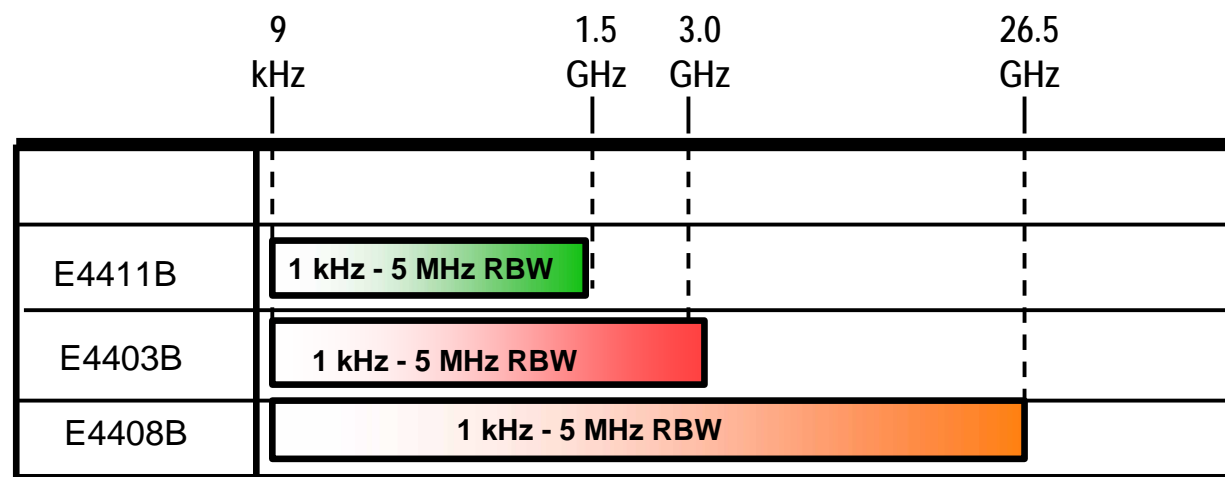 9 1.5 3.0 26.5
kHz GHz GHz GHz
E4411B 1 kHz - 5 MHz RBW
E4403B 1 kHz - 5 MHz RBW
E4408B 1 kHz - 5 MHz RBW